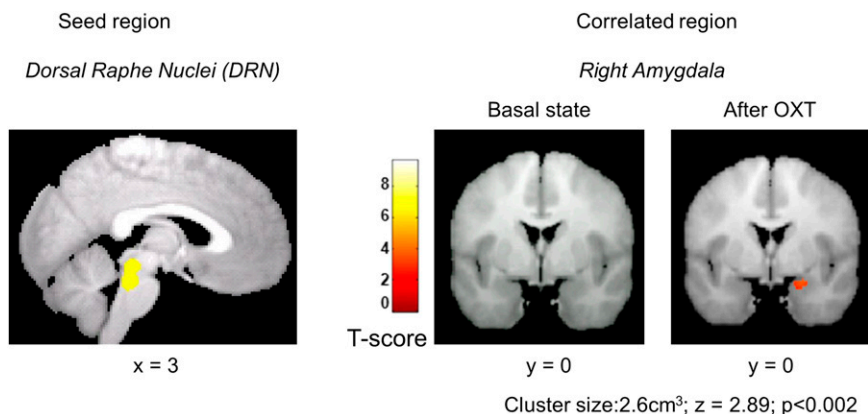 Seed region
Correlated region
Dorsal Raphe Nuclei (DRN)
Right Amygdala
Basal state
After OXT
8
6
4
2
0
T-score
x = 3
y = 0
y = 0
Cluster size:2.6cm³; z = 2.89; p<0.002